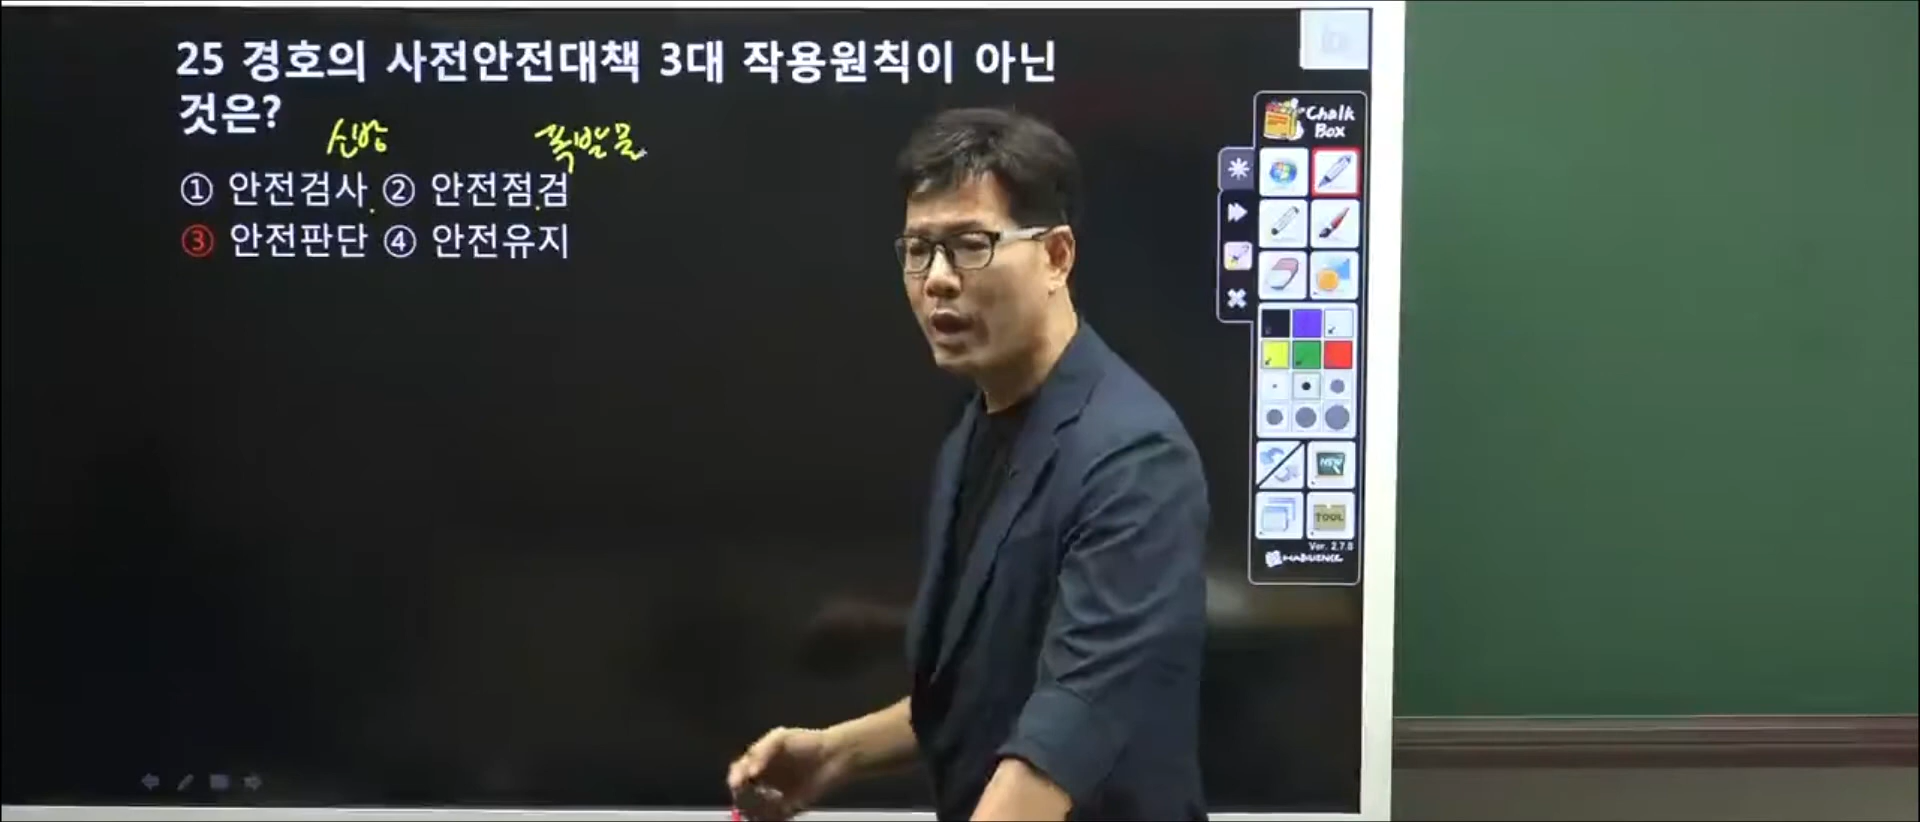 25 경호의 사전안전대책 3대 작용원칙이 아닌
것은?
신방 폭발물
① 안전검사 ② 안전점검
③ 안전판단 ④ 안전유지
Chalk
Box
NEW
TOOL
Ver. 2.7.8